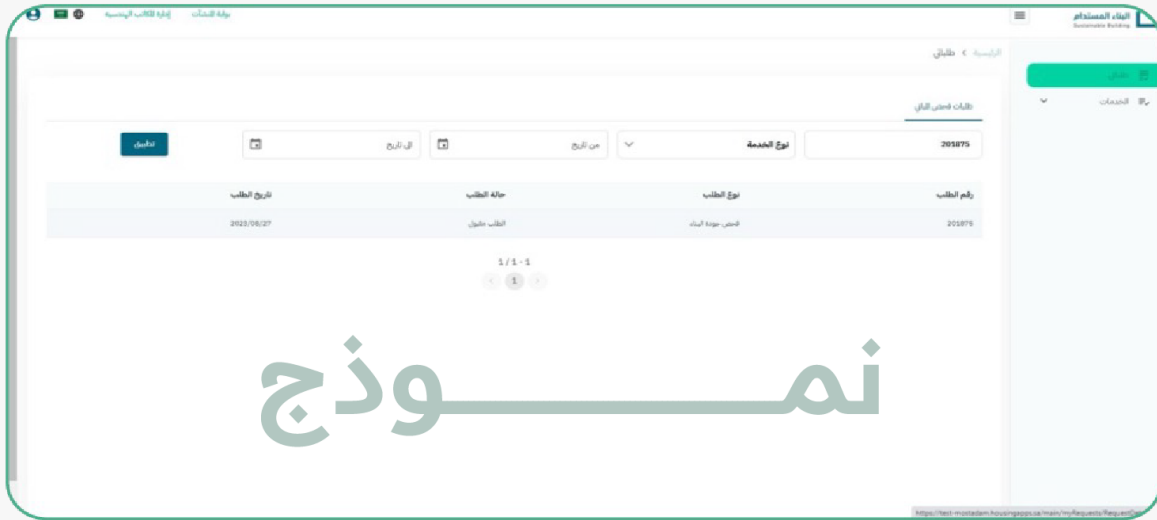 البناء المستدام
Sustainable Building
بوابة المنشآت
إدارة المكاتب الهندسية
الرئيسية > طلباتي
طلباتي
الخدمات
طلبات فحص المباني
201875
نوع الخدمة
من تاريخ
الى تاريخ
تطبيق
رقم الطلب نوع الطلب حالة الطلب تاريخ الطلب
201875 فحص جودة البناء الطلب مقبول 2023/08/27
1 / 1 - 1
1
نمـــــوذج